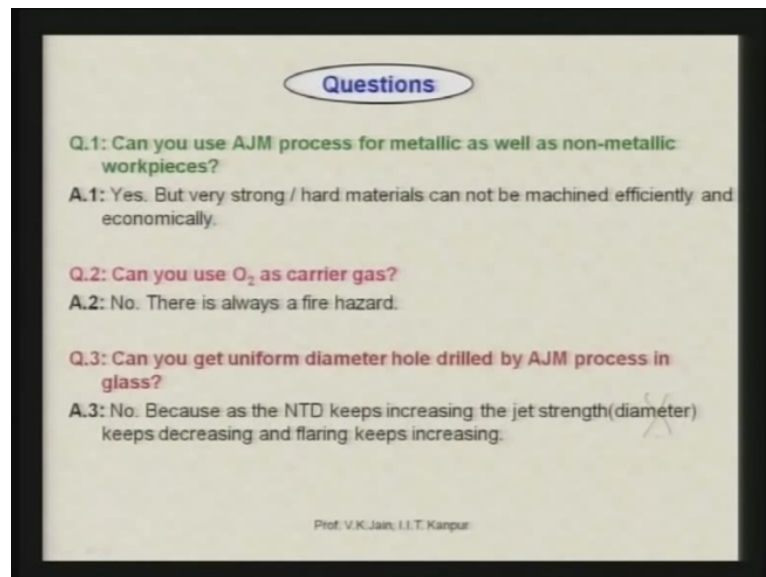 Questions
Q.1: Can you use AJM process for metallic as well as non-metallic
workpieces?
A.1: Yes. But very strong / hard materials can not be machined efficiently and
economically.
Q.2: Can you use O₂ as carrier gas?
A.2: No. There is always a fire hazard.
Q.3: Can you get uniform diameter hole drilled by AJM process in
glass?
A.3: No. Because as the NTD keeps increasing the jet strength(diameter)
keeps decreasing and flaring keeps increasing.
Prof. V.K.Jain, I.I.T. Kanpur